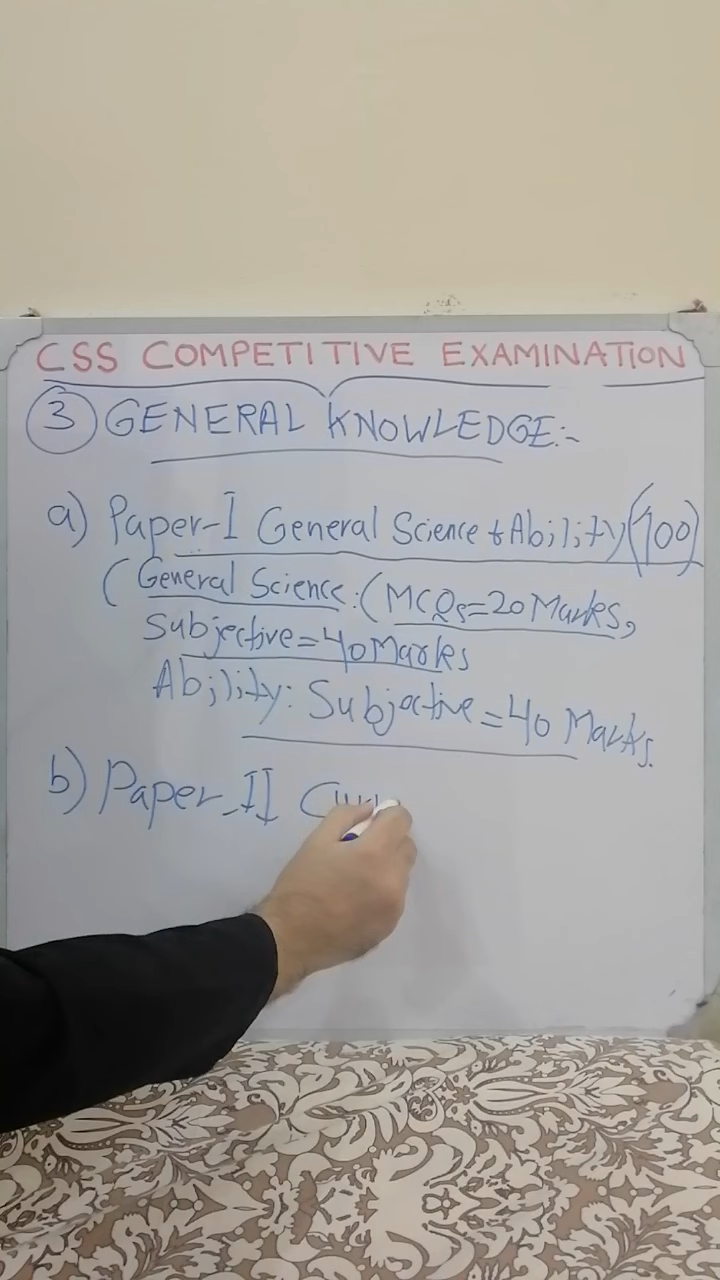 CSS COMPETITIVE EXAMINATION
3 GENERAL KNOWLEDGE:-
a) Paper-I General Science & Ability (100)
(General Science: (MCQs=20 Marks,
Subjective=40 Marks
Ability: Subjective=40 Marks.
b) Paper-II